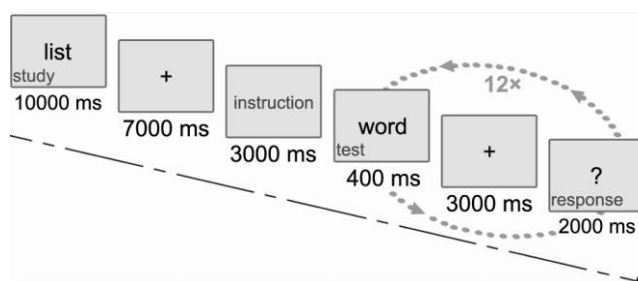 list
study
10000 ms
+
7000 ms
instruction
3000 ms
word
test
400 ms
12×
+
3000 ms
?
response
2000 ms